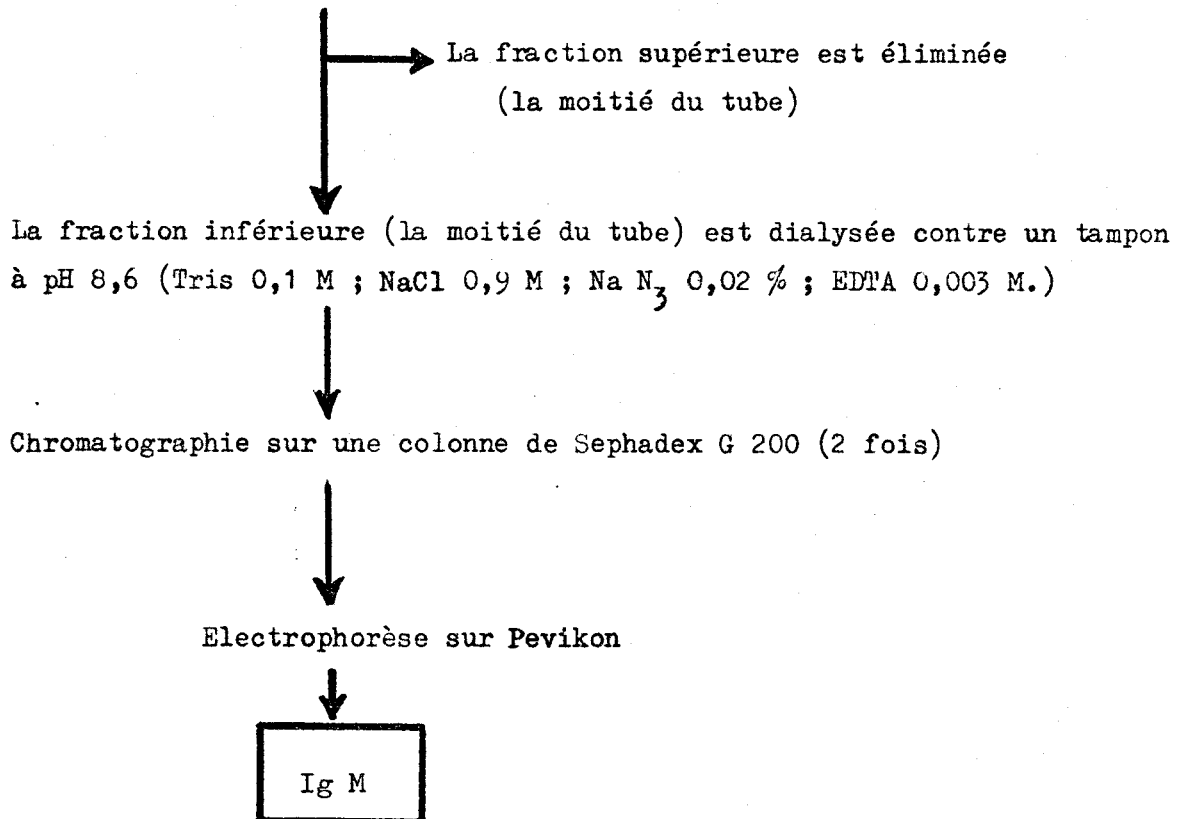 La fraction supérieure est éliminée
(la moitié du tube)
La fraction inférieure (la moitié du tube) est dialysée contre un tampon
à pH 8,6 (Tris 0,1 M ; NaCl 0,9 M ; Na N₃ 0,02 % ; EDTA 0,003 M.)
Chromatographie sur une colonne de Sephadex G 200 (2 fois)
Electrophorèse sur Pevikon
Ig M